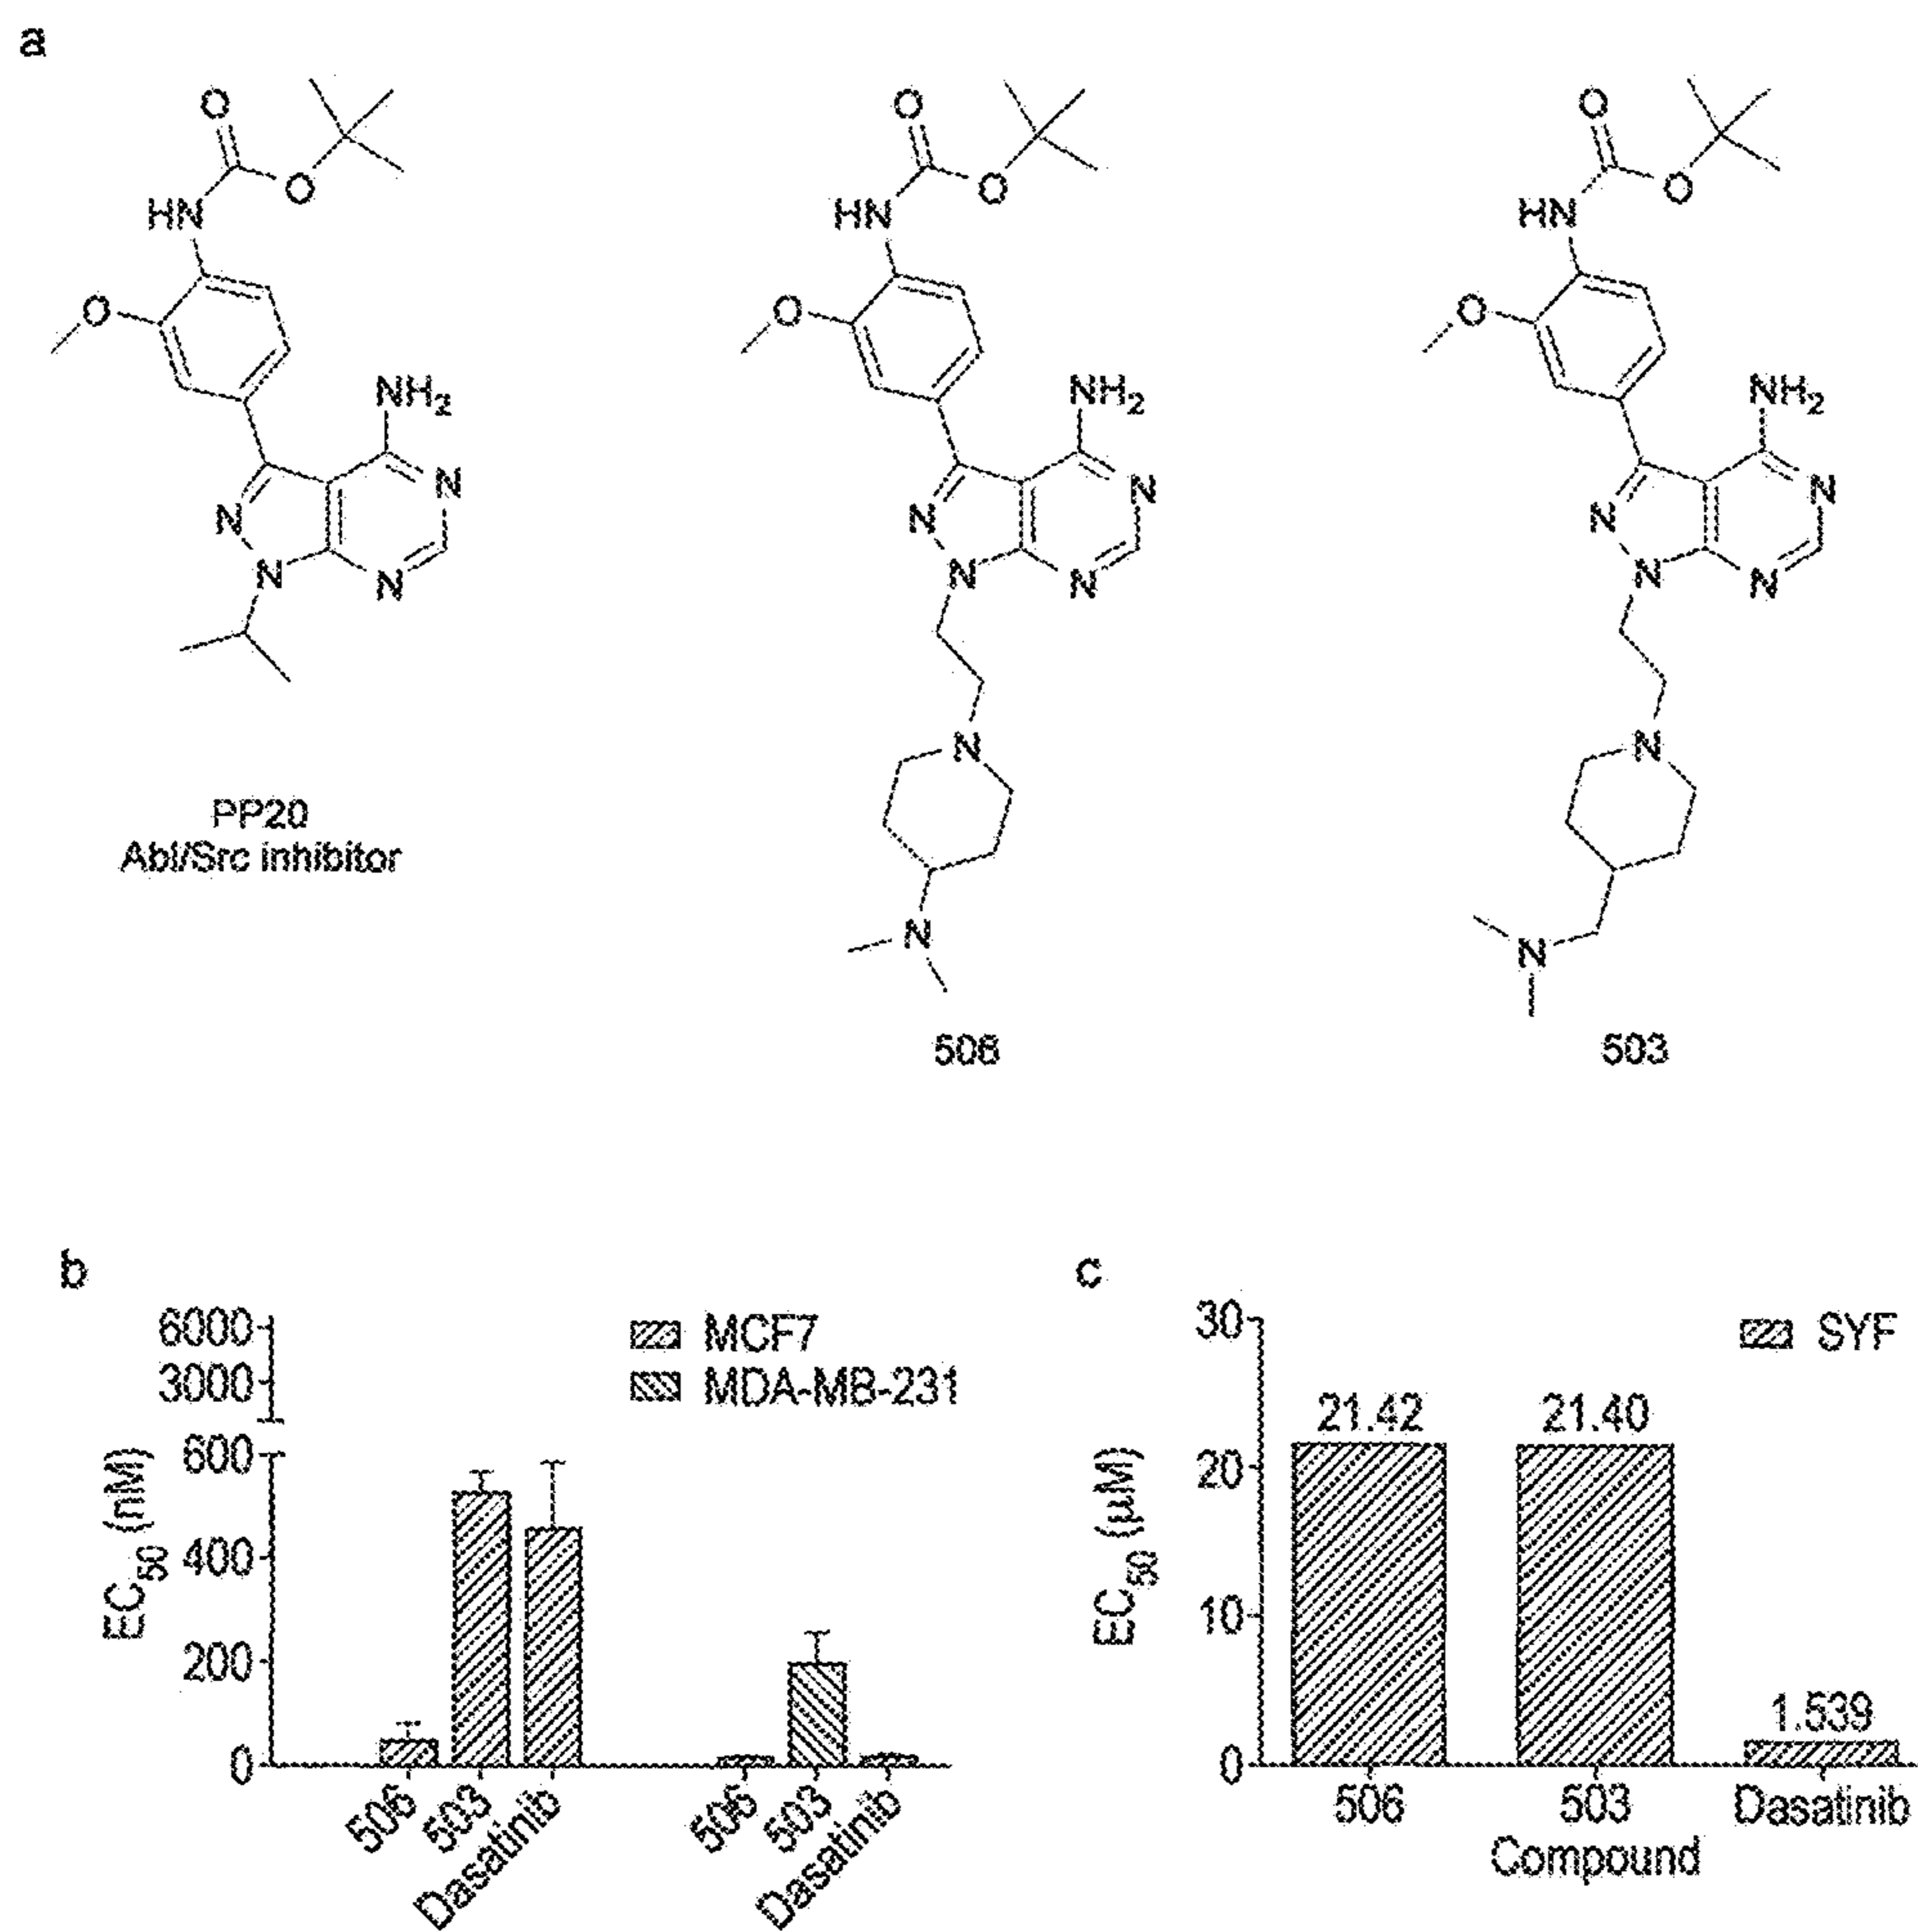 a
O
O
HN
O
NH2
N
N
N
N
PP20
Abl/Src inhibitor
O
O
HN
O
NH2
N
N
N
N
N
N
506
O
O
HN
O
NH2
N
N
N
N
N
N
503
b
6000
3000
600
400
200
0
EC50 (nM)
MCF7
MDA-MB-231
506
503
Dasatinib
506
503
Dasatinib
c
30
20
10
0
EC50 (µM)
SYF
21.42
21.40
1.539
506
503
Dasatinib
Compound